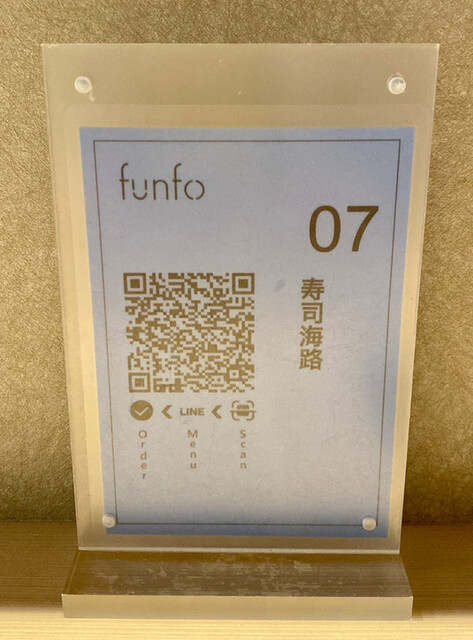 funfo
07
寿司海路
LINE
Order
Menu
Scan